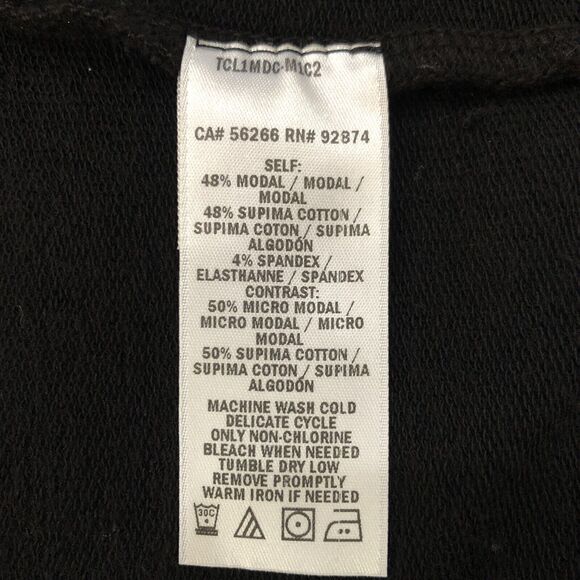 TCL1MDC-M1C2
CA# 56266 RN# 92874
SELF:
48% MODAL / MODAL /
MODAL
48% SUPIMA COTTON /
SUPIMA COTON / SUPIMA
ALGODÓN
4% SPANDEX /
ELASTHANNE / SPANDEX
CONTRAST:
50% MICRO MODAL /
MICRO MODAL / MICRO
MODAL
50% SUPIMA COTTON /
SUPIMA COTON / SUPIMA
ALGODÓN
MACHINE WASH COLD
DELICATE CYCLE
ONLY NON-CHLORINE
BLEACH WHEN NEEDED
TUMBLE DRY LOW
REMOVE PROMPTLY
WARM IRON IF NEEDED
30C